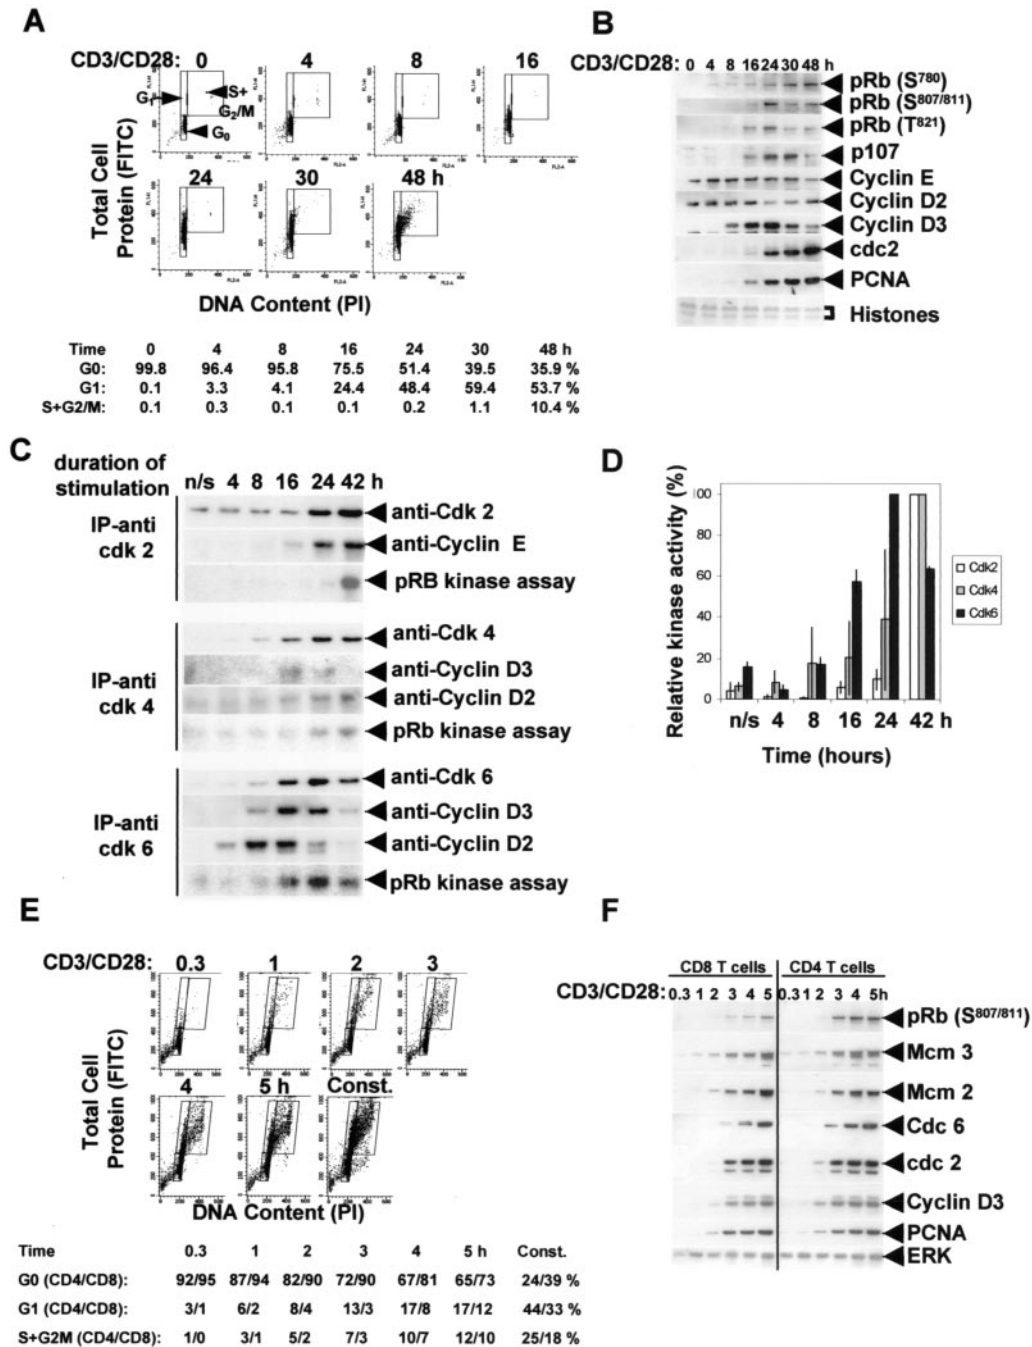 A
CD3/CD28: 0 4 8 16
G1
S+
G2/M
G0
24 30 48 h
Total Cell
Protein (FITC)
DNA Content (PI)
Time 0 4 8 16 24 30 48 h
G0: 99.8 96.4 95.8 75.5 51.4 39.5 35.9 %
G1: 0.1 3.3 4.1 24.4 48.4 59.4 53.7 %
S+G2/M: 0.1 0.3 0.1 0.1 0.2 1.1 10.4 %
B
CD3/CD28: 0 4 8 16 24 30 48 h
pRb (S780)
pRb (S807/811)
pRb (T821)
p107
Cyclin E
Cyclin D2
Cyclin D3
cdc2
PCNA
Histones
C
duration of
stimulation
n/s 4 8 16 24 42 h
IP-anti
cdk 2
anti-Cdk 2
anti-Cyclin E
pRB kinase assay
IP-anti
cdk 4
anti-Cdk 4
anti-Cyclin D3
anti-Cyclin D2
pRb kinase assay
IP-anti
cdk 6
anti-Cdk 6
anti-Cyclin D3
anti-Cyclin D2
pRb kinase assay
D
Relative kinase activity (%)
100
80
60
40
20
0
n/s 4 8 16 24 42 h
Time (hours)
Cdk2
Cdk4
Cdk6
E
CD3/CD28: 0.3 1 2 3
4 5 h Const.
Total Cell
Protein (FITC)
DNA Content (PI)
Time 0.3 1 2 3 4 5 h Const.
G0 (CD4/CD8): 92/95 87/94 82/90 72/90 67/81 65/73 24/39 %
G1 (CD4/CD8): 3/1 6/2 8/4 13/3 17/8 17/12 44/33 %
S+G2M (CD4/CD8): 1/0 3/1 5/2 7/3 10/7 12/10 25/18 %
F
CD8 T cells CD4 T cells
CD3/CD28: 0.3 1 2 3 4 5 0.3 1 2 3 4 5h
pRb (S807/811)
Mcm 3
Mcm 2
Cdc 6
cdc 2
Cyclin D3
PCNA
ERK